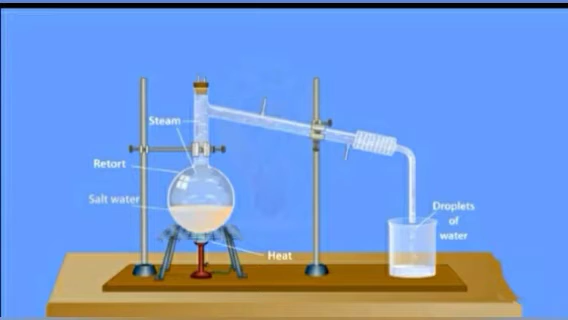 Steam
Retort
Salt water
Heat
Droplets
of
water